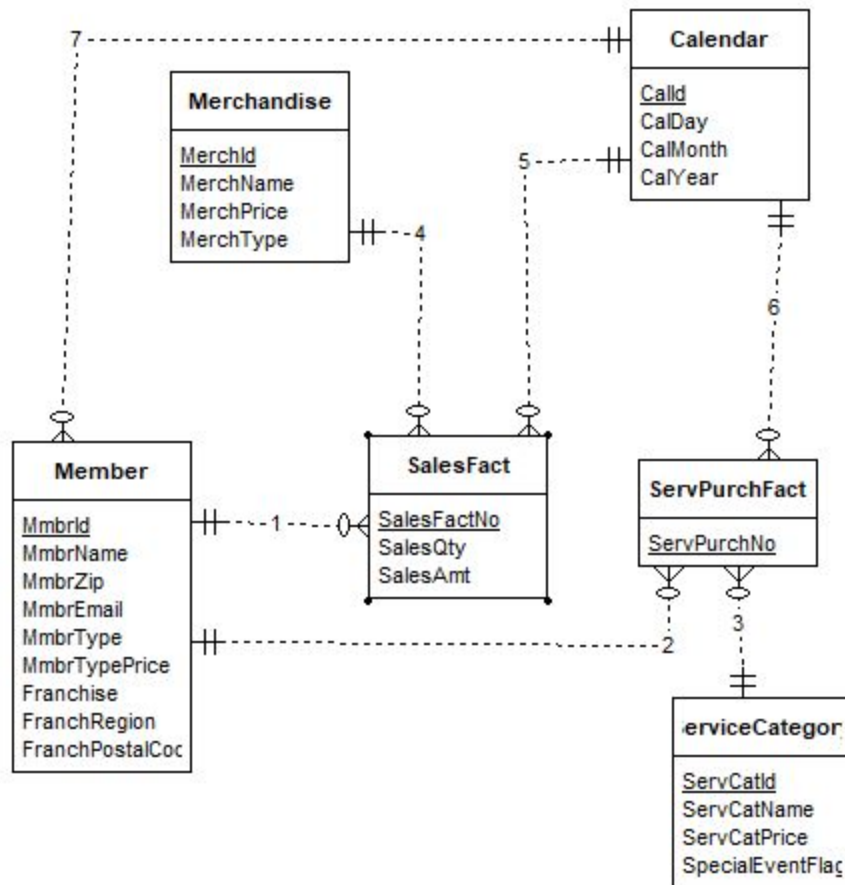 7
Calendar
CalId
CalDay
CalMonth
CalYear
Merchandise
MerchId
MerchName
MerchPrice
MerchType
5
4
6
Member
MmbrId
MmbrName
MmbrZip
MmbrEmail
MmbrType
MmbrTypePrice
Franchise
FranchRegion
FranchPostalCoc
1
SalesFact
SalesFactNo
SalesQty
SalesAmt
ServPurchFact
ServPurchNo
2
3
erviceCategor
ServCatId
ServCatName
ServCatPrice
SpecialEventFlag